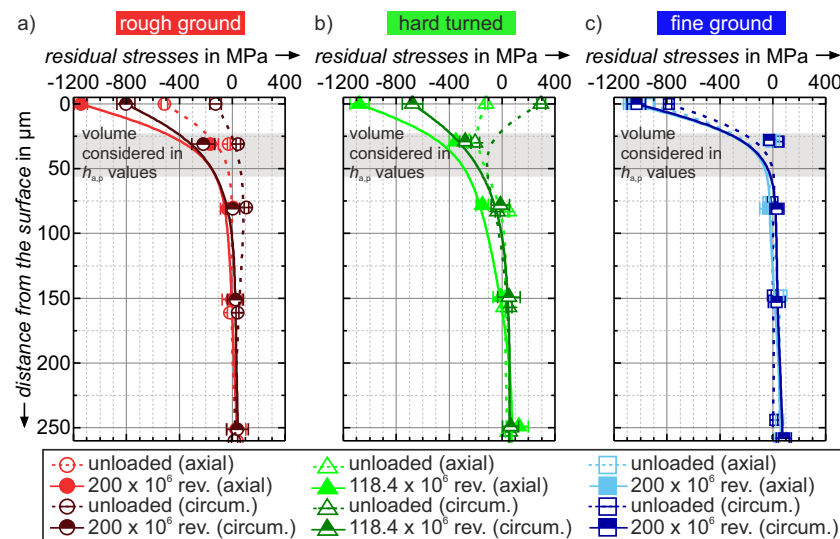 a) rough ground
b) hard turned
c) fine ground
residual stresses in MPa →
residual stresses in MPa →
residual stresses in MPa →
-1200 -800 -400 0 400
-1200 -800 -400 0 400
-1200 -800 -400 0 400
0
50
100
150
200
250
← distance from the surface in µm
volume
considered in
h a,p values
volume
considered in
h a,p values
volume
considered in
h a,p values
unloaded (axial)
200 x 10⁶ rev. (axial)
unloaded (circum.)
200 x 10⁶ rev. (circum.)
unloaded (axial)
118.4 x 10⁶ rev. (axial)
unloaded (circum.)
118.4 x 10⁶ rev. (circum.)
unloaded (axial)
200 x 10⁶ rev. (axial)
unloaded (circum.)
200 x 10⁶ rev. (circum.)